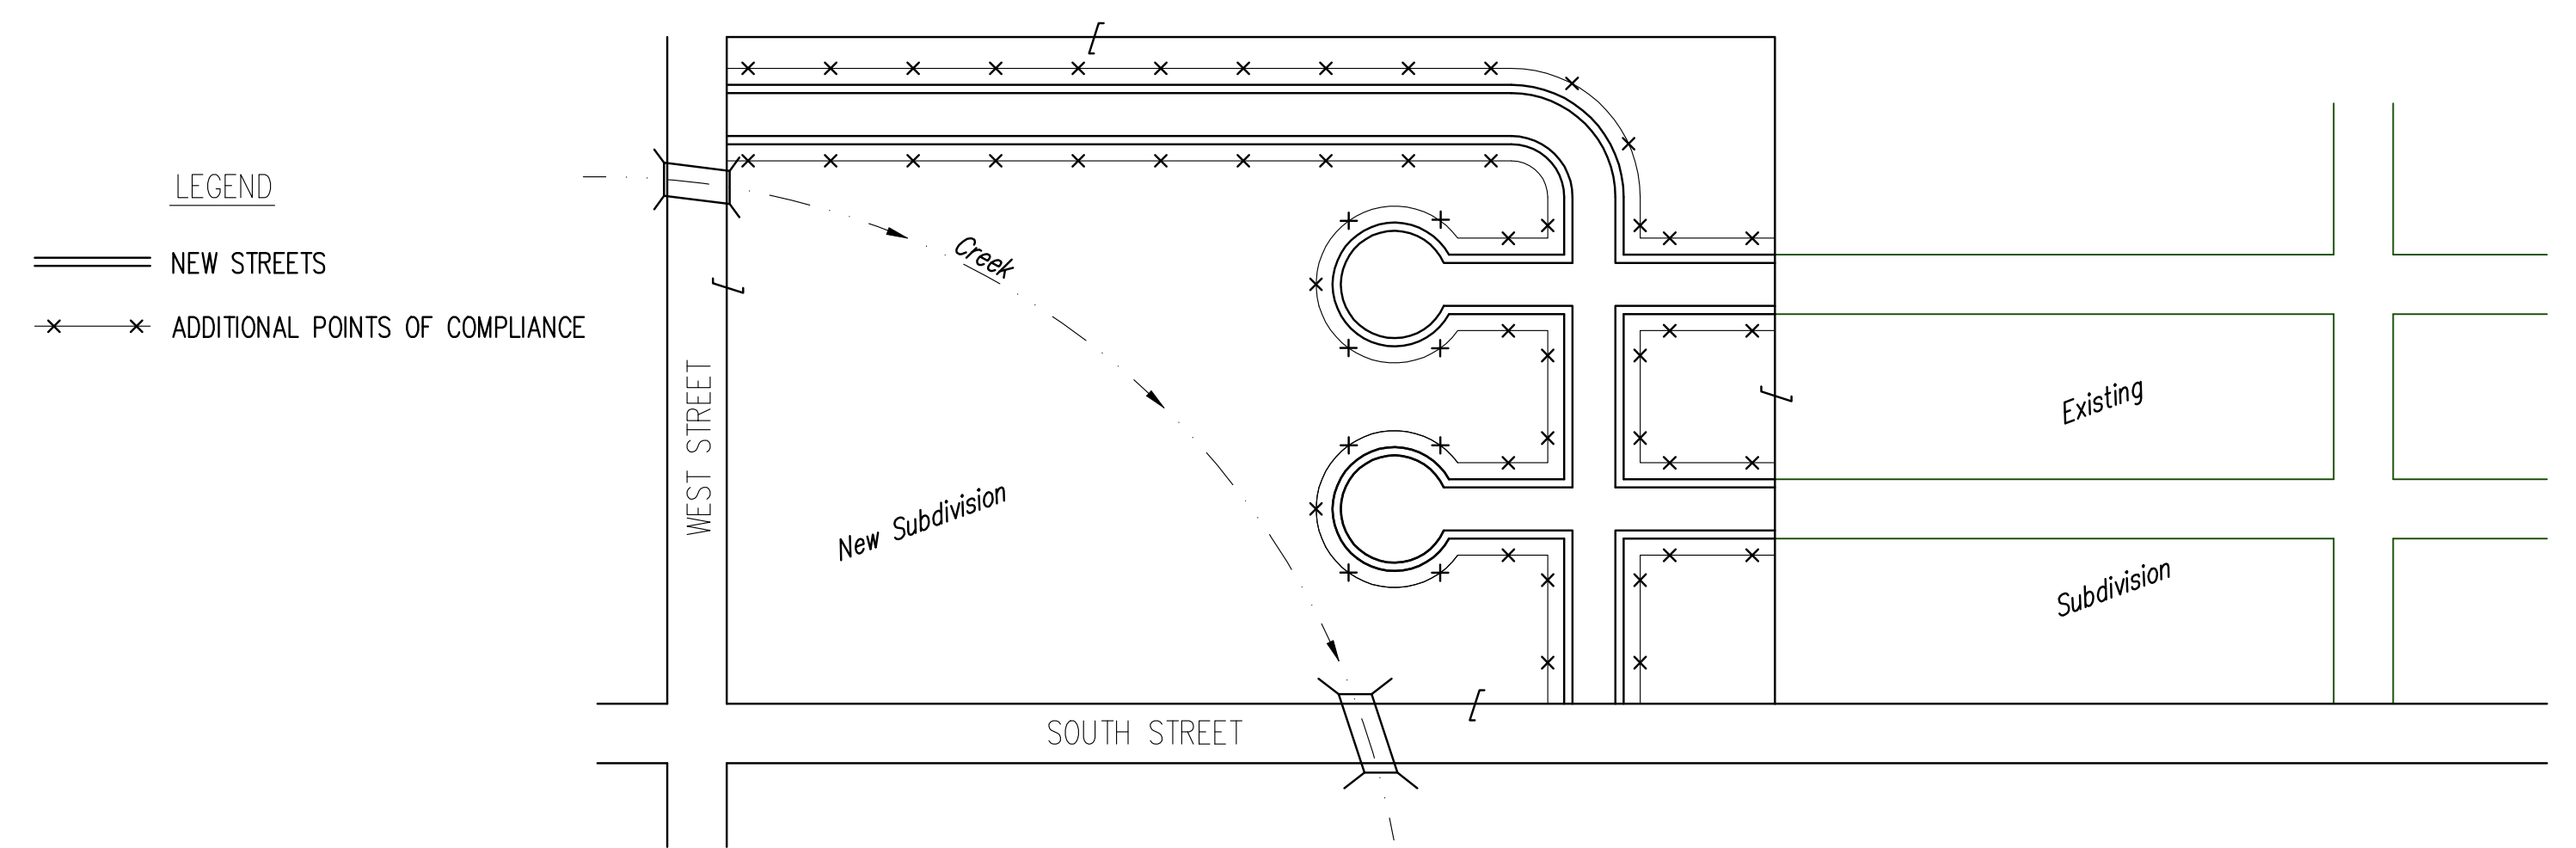 LEGEND
NEW STREETS
ADDITIONAL POINTS OF COMPLIANCE
WEST STREET
Creek
New Subdivision
SOUTH STREET
Existing
Subdivision